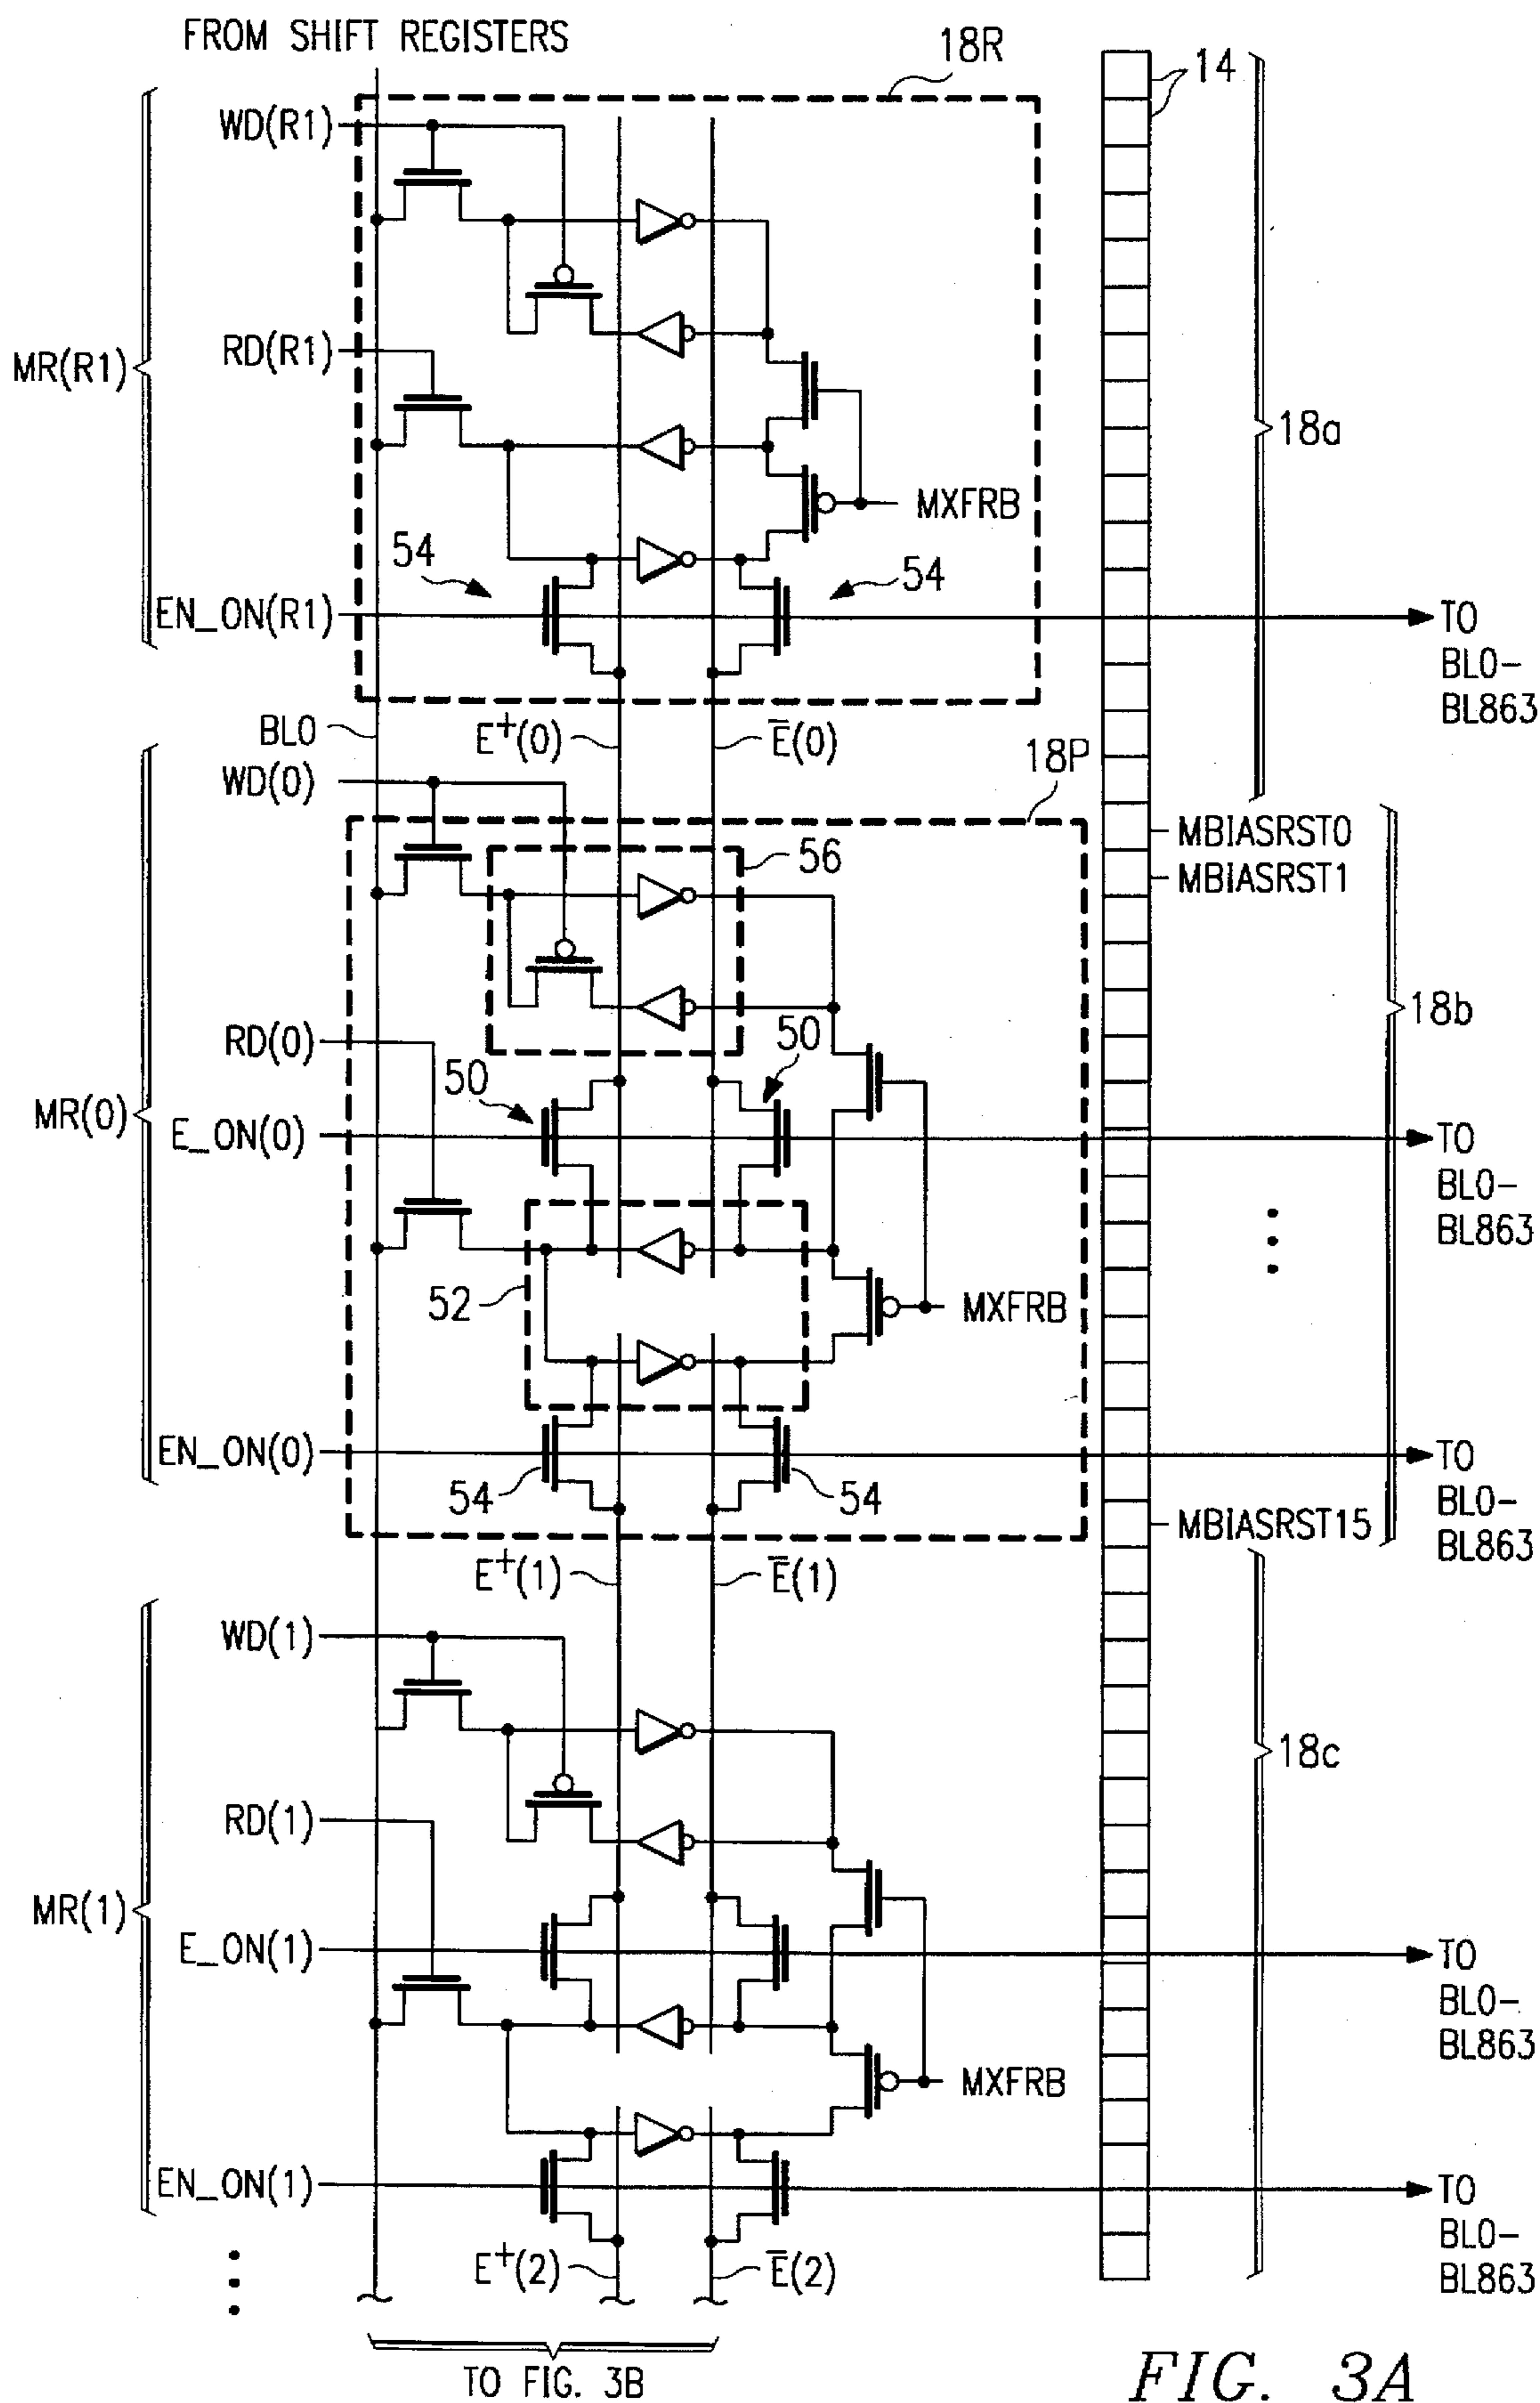 FROM SHIFT REGISTERS
18R
14
WD(R1)
RD(R1)
MR(R1)
18a
MXFRB
54
54
EN_ON(R1)
TO
BL0-
BL863
BL0
E+(0)
E̅(0)
WD(0)
18P
MBIASRST0
56
MBIASRST1
18b
RD(0)
50
50
MR(0)
E_ON(0)
TO
BL0-
BL863
52
MXFRB
EN_ON(0)
TO
BL0-
BL863
54
54
MBIASRST15
E+(1)
E̅(1)
WD(1)
18c
RD(1)
MR(1)
E_ON(1)
TO
BL0-
BL863
MXFRB
EN_ON(1)
TO
BL0-
BL863
E+(2)
E̅(2)
TO FIG. 3B
FIG. 3A